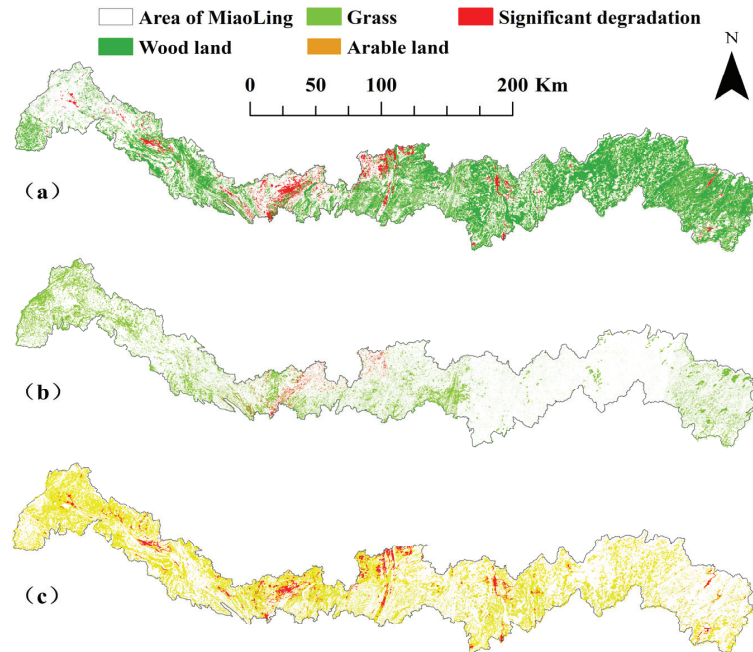 Area of MiaoLing Grass Significant degradation
Wood land Arable land
N
0 50 100 200 Km
(a)
(b)
(c)